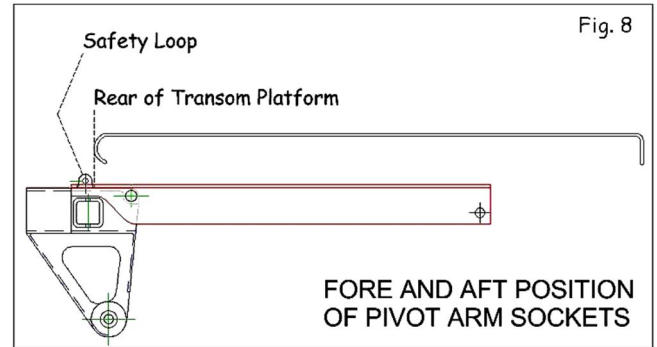 Fig. 8
Safety Loop
Rear of Transom Platform
FORE AND AFT POSITION
OF PIVOT ARM SOCKETS